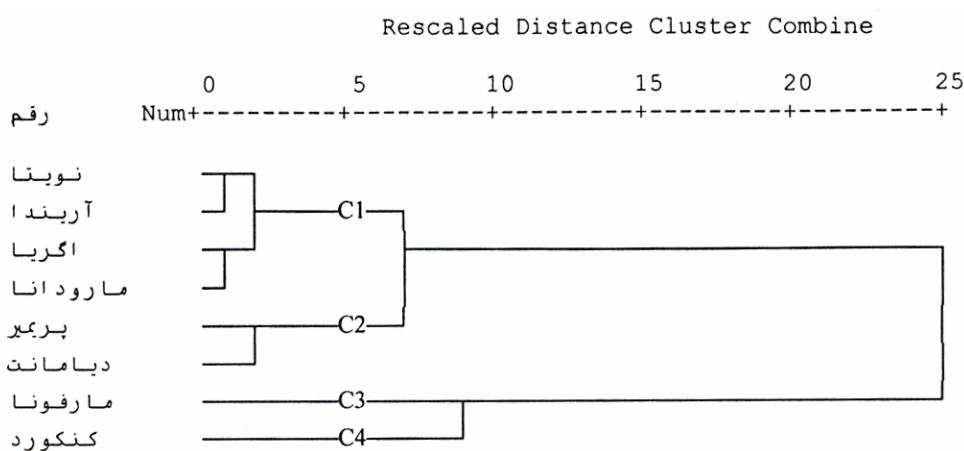 Rescaled Distance Cluster Combine
0 5 10 15 20 25
رقم Num+---------+---------+---------+---------+---------+
نویتا
آریندا C1
اگریا
مارودانا
پریمیر C2
دیامانت
مارفونا C3
کنکورد C4